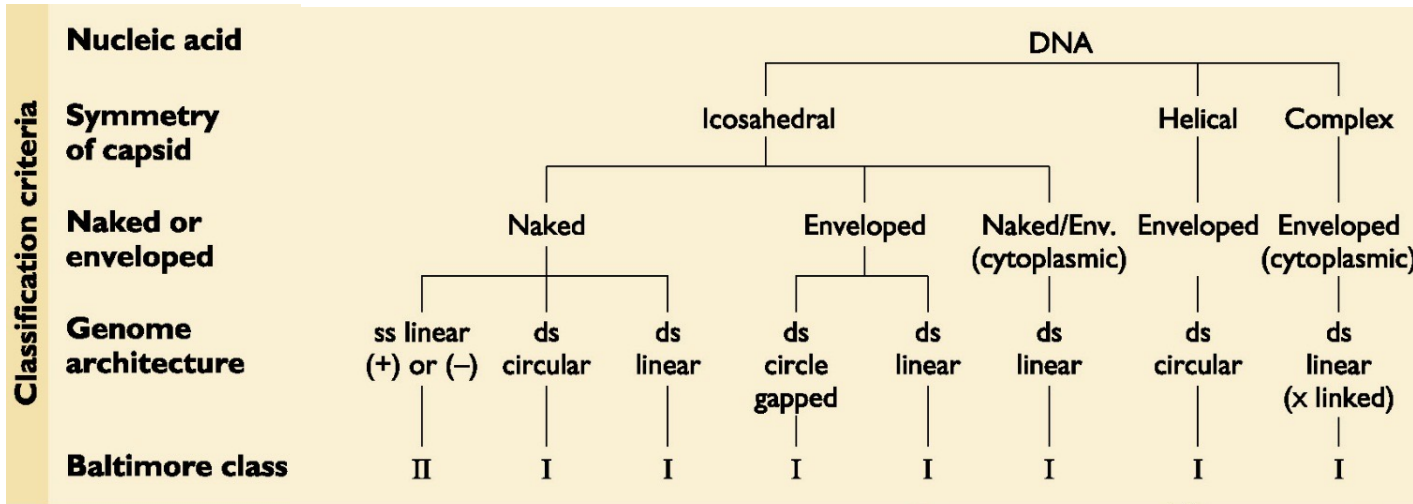 Classification criteria
Nucleic acid
DNA
Symmetry
of capsid
Icosahedral
Helical
Complex
Naked or
enveloped
Naked
Enveloped
Naked/Env.
(cytoplasmic)
Enveloped
Enveloped
(cytoplasmic)
Genome
architecture
ss linear
(+) or (–)
ds
circular
ds
linear
ds
circle
gapped
ds
linear
ds
linear
ds
circular
ds
linear
(x linked)
Baltimore class
II
I
I
I
I
I
I
I